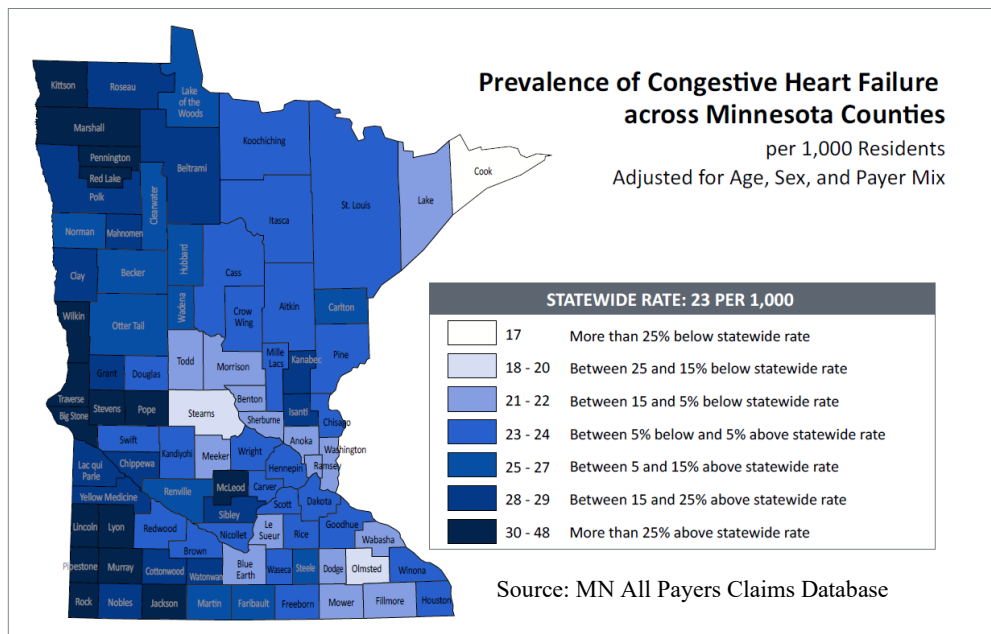 Prevalence of Congestive Heart Failure
across Minnesota Counties
per 1,000 Residents
Adjusted for Age, Sex, and Payer Mix
Kittson
Roseau
Lake
of the
Woods
Marshall
Koochiching
Pennington
Red Lake
Beltrami
Polk
Clearwater
Cook
Lake
St. Louis
Itasca
Norman
Mahnomen
Hubbard
Cass
Clay
Becker
Wadena
Crow
Wing
Aitkin
Carlton
Wilkin
Otter Tail
Mille
Lacs
Kanabec
Pine
Todd
Morrison
Grant
Douglas
Benton
Traverse
Big Stone
Stevens
Pope
Stearns
Sherburne
Isanti
Chisago
Swift
Kandiyohi
Meeker
Wright
Anoka
Washington
Ramsey
Hennepin
Lac qui
Parle
Chippewa
Yellow Medicine
Renville
McLeod
Carver
Scott
Dakota
Sibley
Lincoln
Lyon
Redwood
Nicollet
Le
Sueur
Rice
Goodhue
Wabasha
Brown
Pipestone
Murray
Cottonwood
Watonwan
Blue
Earth
Waseca
Steele
Dodge
Olmsted
Winona
Rock
Nobles
Jackson
Martin
Faribault
Freeborn
Mower
Fillmore
Houston
STATEWIDE RATE: 23 PER 1,000
17 More than 25% below statewide rate
18 - 20 Between 25 and 15% below statewide rate
21 - 22 Between 15 and 5% below statewide rate
23 - 24 Between 5% below and 5% above statewide rate
25 - 27 Between 5 and 15% above statewide rate
28 - 29 Between 15 and 25% above statewide rate
30 - 48 More than 25% above statewide rate
Source: MN All Payers Claims Database